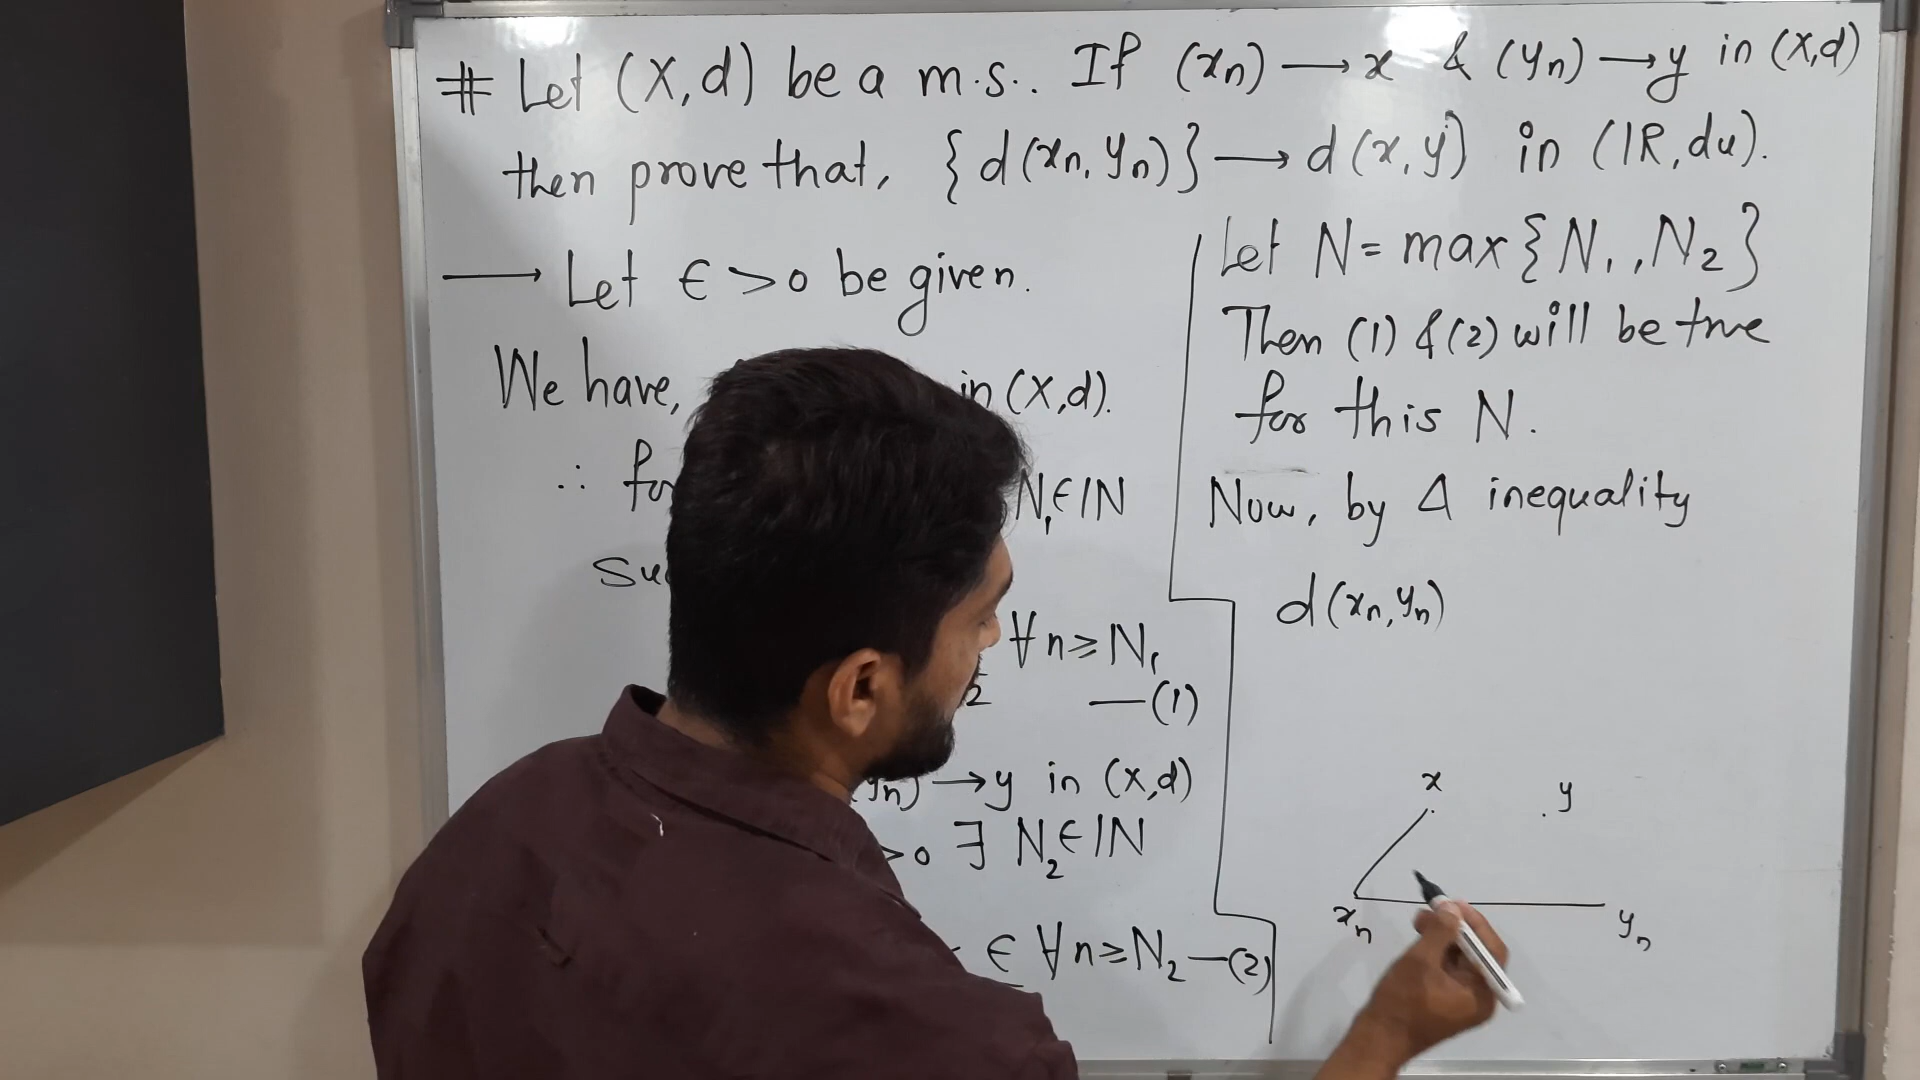 # Let (X,d) be a m.s.. If (xn) → x & (yn) → y in (X,d)
then prove that, {d(xn,yn)} → d(x,y) in (IR,du).
→ Let ϵ>0 be given.
We have, in (X,d).
∴ N₁∈IN
∀n≥N₁
2 —(1)
(yn) → y in (X,d)
>0 ∃ N₂∈IN
ϵ ∀n≥N₂ —(2)
Let N = max{N₁,N₂}
Then (1) &(2) will be true
for this N.
Now, by Δ inequality
d(xn,yn)
x y
xn yn